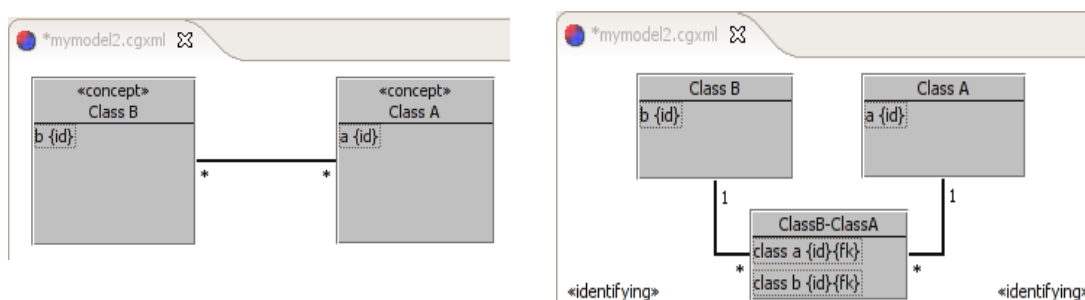 *mymodel2.cgxml
«concept»
Class B
b {id}
«concept»
Class A
a {id}
*
*
*mymodel2.cgxml
Class B
b {id}
Class A
a {id}
1
1
ClassB-ClassA
class a {id}{fk}
class b {id}{fk}
*
*
«identifying»
«identifying»